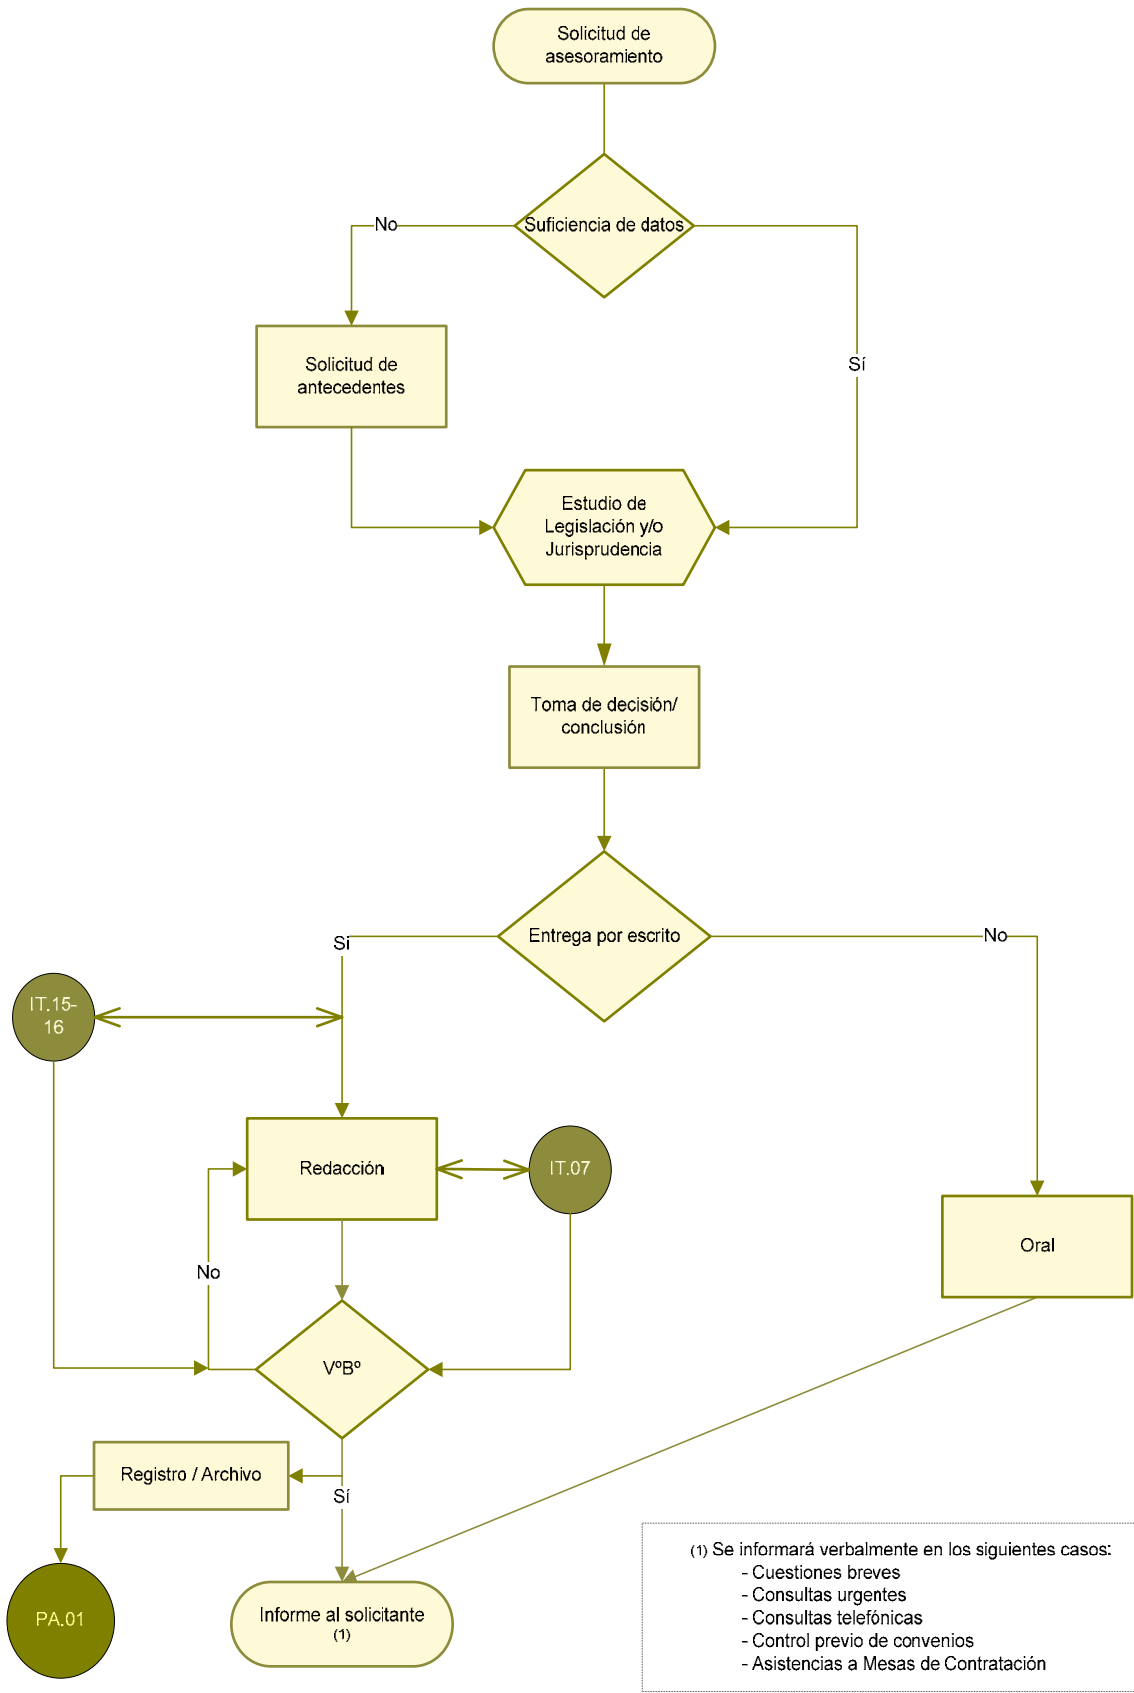 Solicitud de
asesoramiento
Suficiencia de datos
No
Sí
Solicitud de
antecedentes
Estudio de
Legislación y/o
Jurisprudencia
Toma de decisión/
conclusión
Entrega por escrito
Sí
No
IT.15-
16
Redacción
IT.07
Oral
No
VºBº
Registro / Archivo
Sí
PA.01
Informe al solicitante
(1)
(1) Se informará verbalmente en los siguientes casos:
- Cuestiones breves
- Consultas urgentes
- Consultas telefónicas
- Control previo de convenios
- Asistencias a Mesas de Contratación